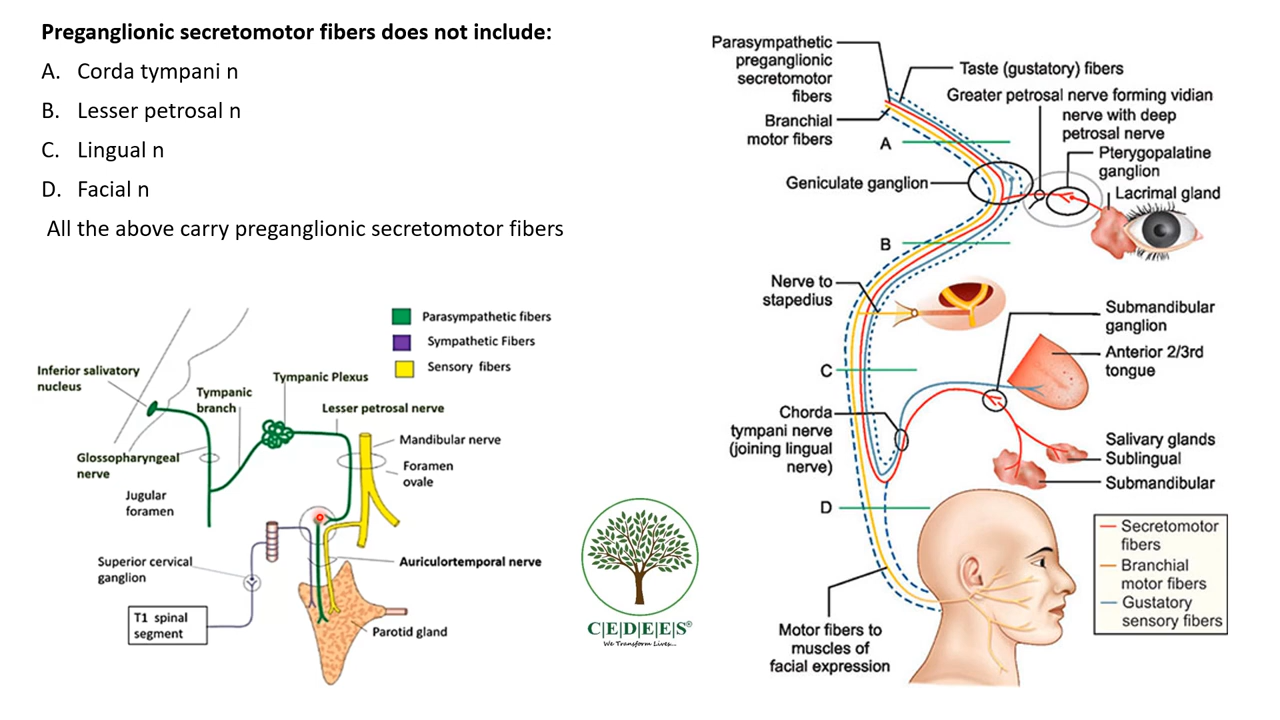 Preganglionic secretomotor fibers does not include:
A. Corda tympani n
B. Lesser petrosal n
C. Lingual n
D. Facial n
All the above carry preganglionic secretomotor fibers
Parasympathetic fibers
Sympathetic Fibers
Sensory fibers
Inferior salivatory
nucleus
Tympanic
branch
Tympanic Plexus
Lesser petrosal nerve
Mandibular nerve
Foramen
ovale
Glossopharyngeal
nerve
Jugular
foramen
Superior cervical
ganglion
T1 spinal
segment
Auriculortemporal nerve
Parotid gland
C|E|D|E|E|S®
We Transform Lives...
Parasympathetic
preganglionic
secretomotor
fibers
Branchial
motor fibers
Taste (gustatory) fibers
Greater petrosal nerve forming vidian
nerve with deep
petrosal nerve
Pterygopalatine
ganglion
Lacrimal gland
A
Geniculate ganglion
B
Nerve to
stapedius
Submandibular
ganglion
Anterior 2/3rd
tongue
C
Chorda
tympani nerve
(joining lingual
nerve)
Salivary glands
Sublingual
Submandibular
D
Motor fibers to
muscles of
facial expression
Secretomotor
fibers
Branchial
motor fibers
Gustatory
sensory fibers